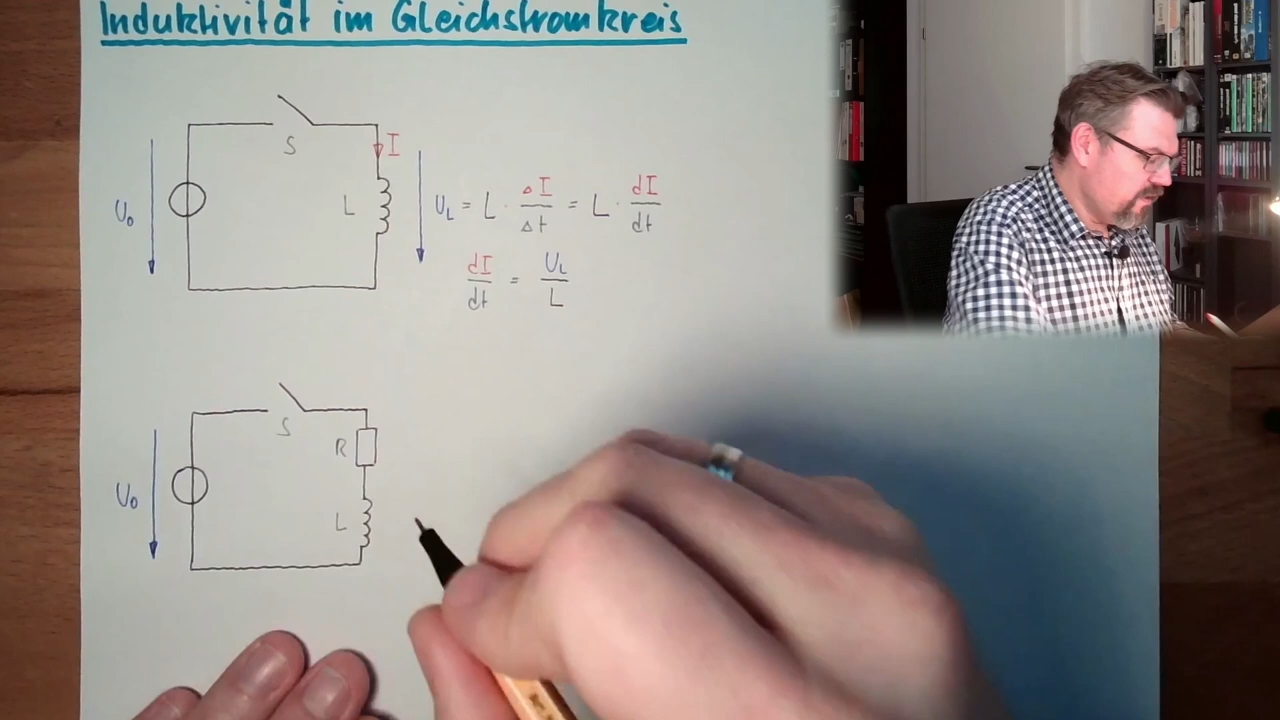 Induktivität im Gleichstromkreis
S
I
U₀
L
U_L = L · ΔI/Δt = L · dI/dt
dI/dt = U_L/L
S
R
U₀
L